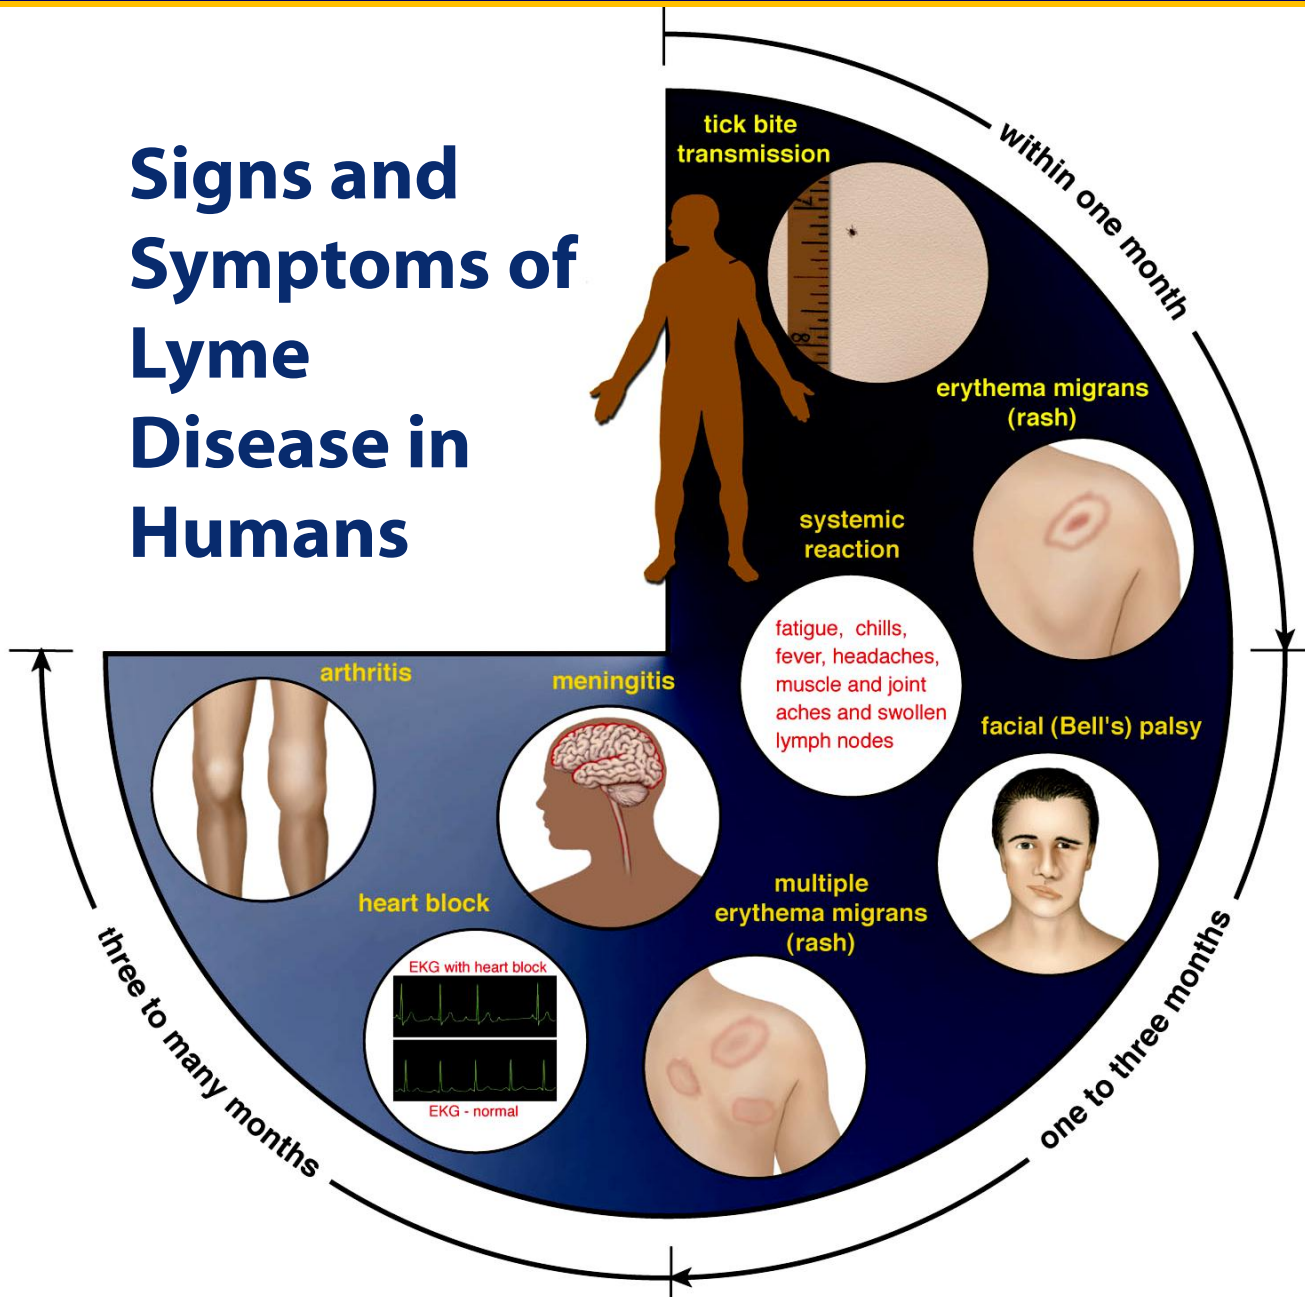 Signs and
Symptoms of
Lyme
Disease in
Humans
tick bite
transmission
7
8
within one month
erythema migrans
(rash)
systemic
reaction
fatigue, chills,
fever, headaches,
muscle and joint
aches and swollen
lymph nodes
facial (Bell's) palsy
one to three months
multiple
erythema migrans
(rash)
meningitis
arthritis
heart block
EKG with heart block
EKG - normal
three to many months